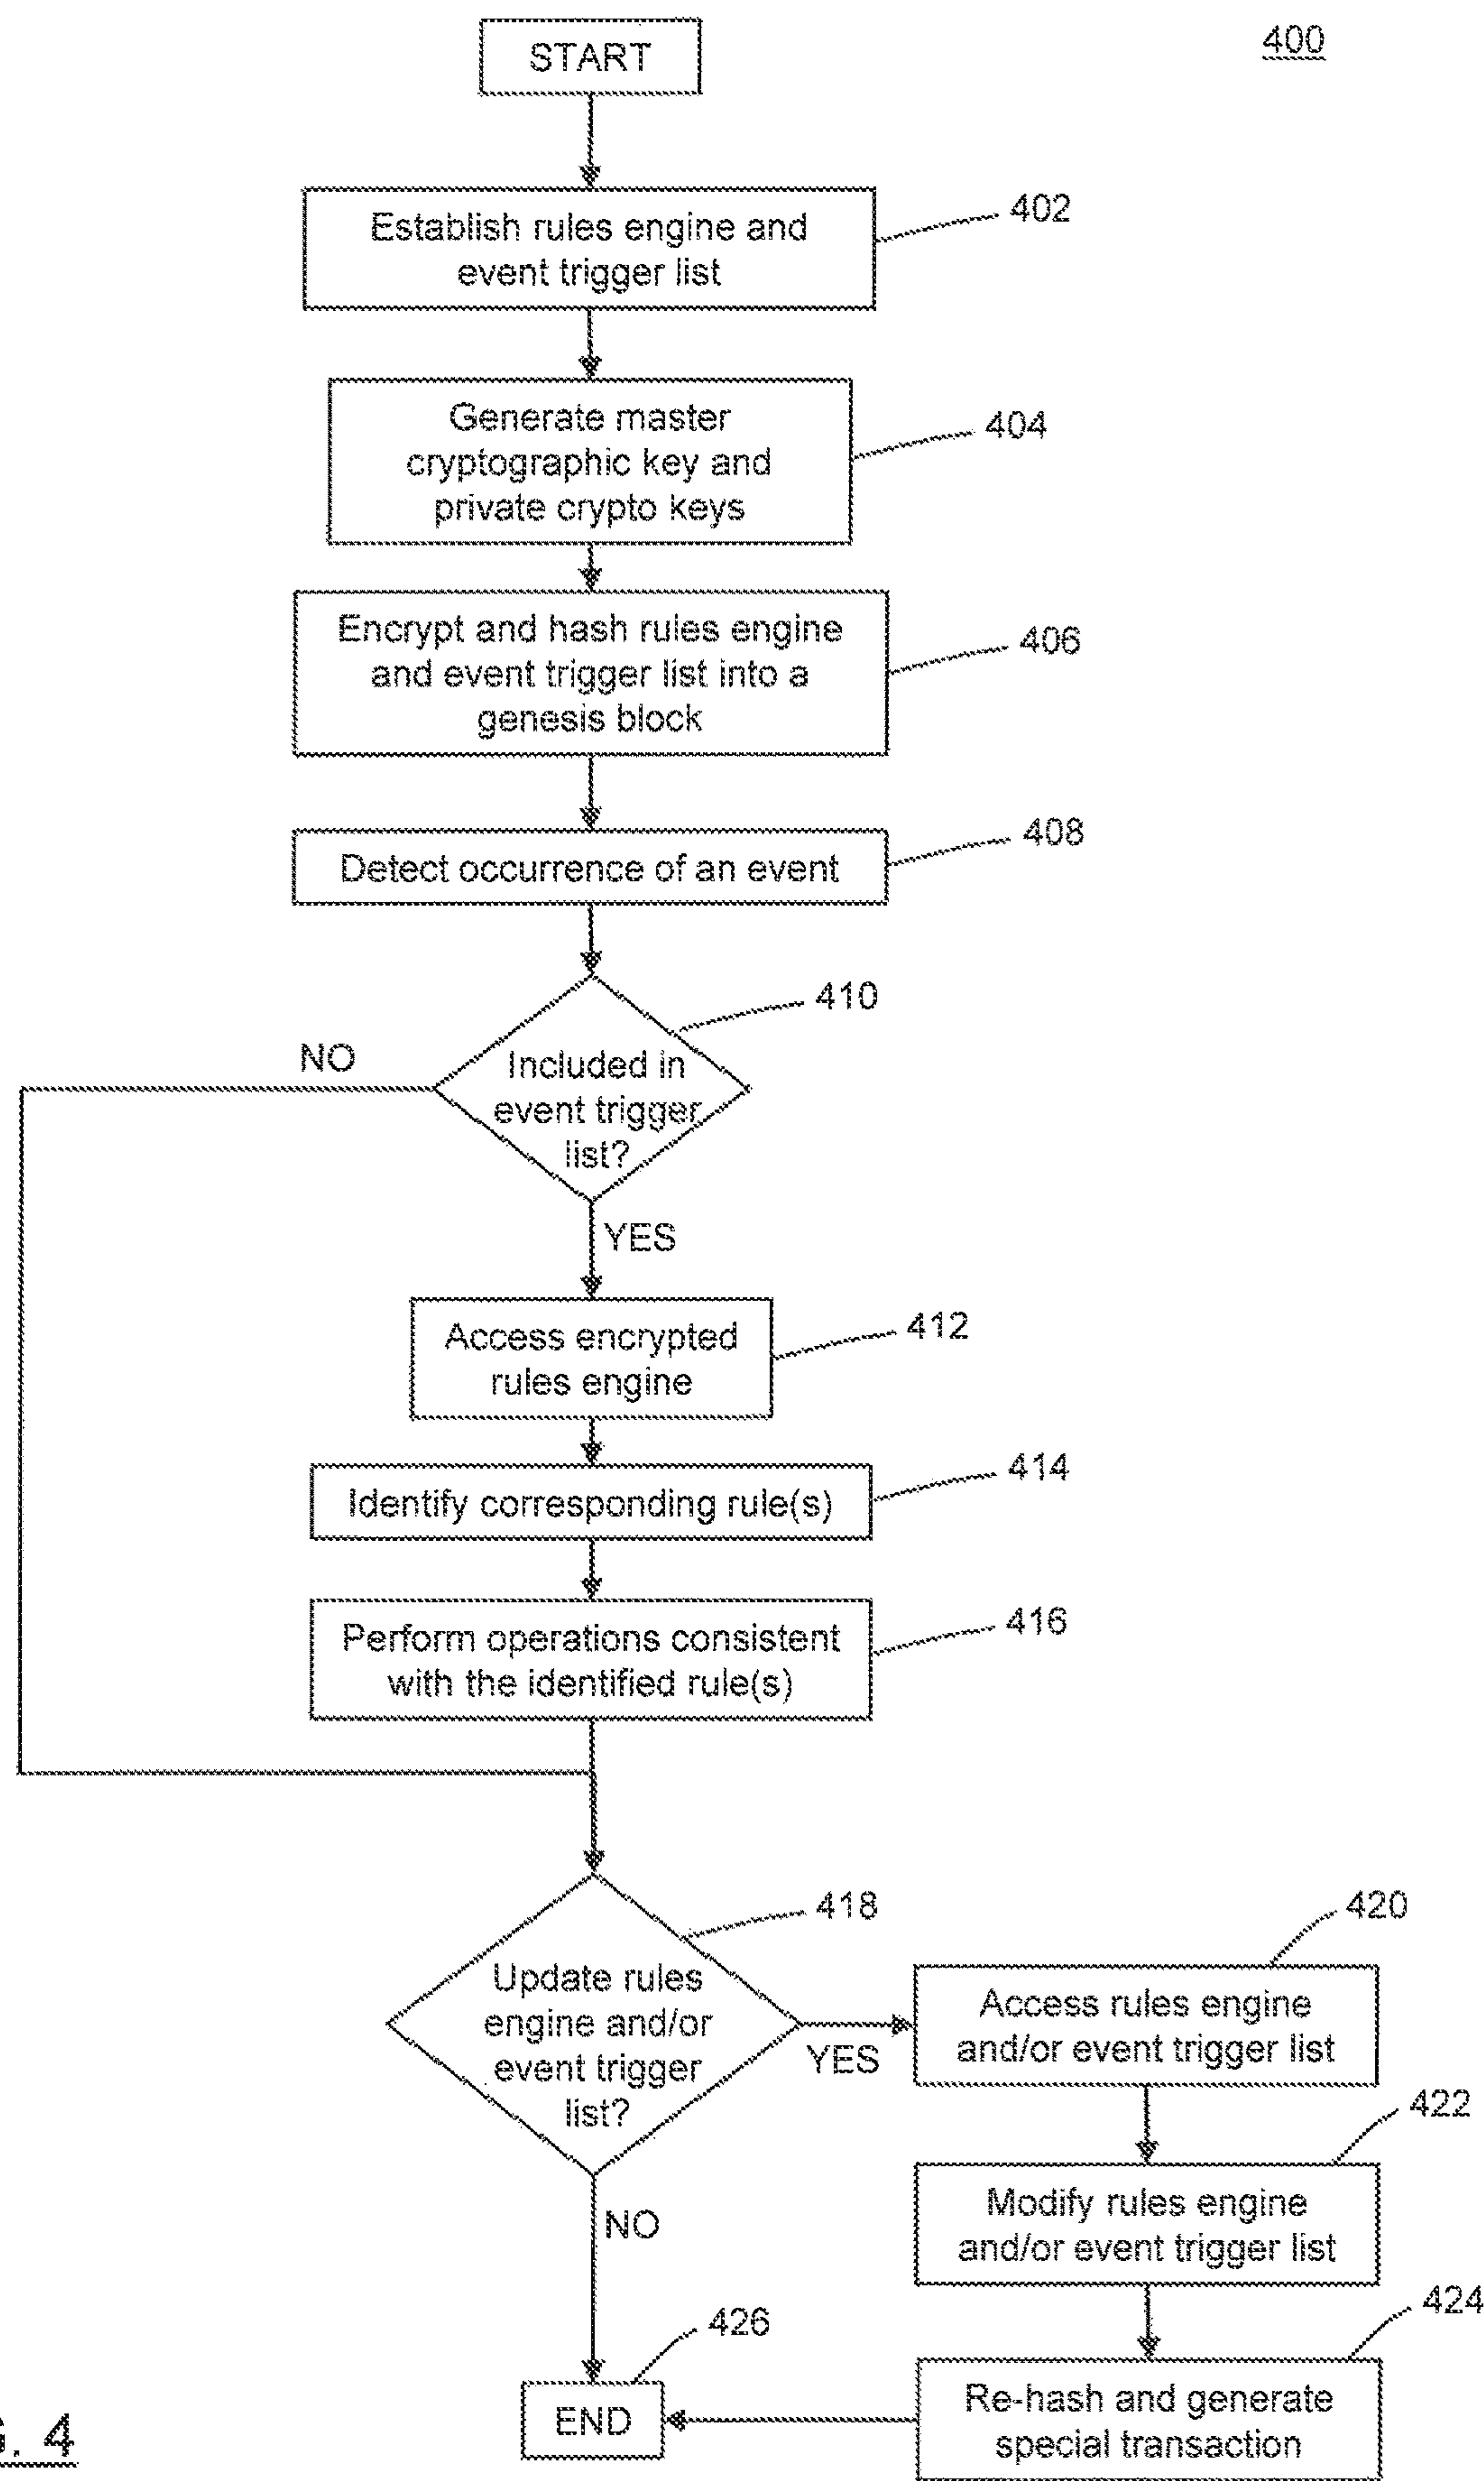 400
START
402
Establish rules engine and
event trigger list
404
Generate master
cryptographic key and
private crypto keys
406
Encrypt and hash rules engine
and event trigger list into a
genesis block
408
Detect occurrence of an event
410
NO
Included in
event trigger
list?
YES
412
Access encrypted
rules engine
414
Identify corresponding rule(s)
416
Perform operations consistent
with the identified rule(s)
418
Update rules
engine and/or
event trigger
list?
YES
420
Access rules engine
and/or event trigger list
422
Modify rules engine
and/or event trigger list
NO
424
Re-hash and generate
special transaction
426
END
. 4